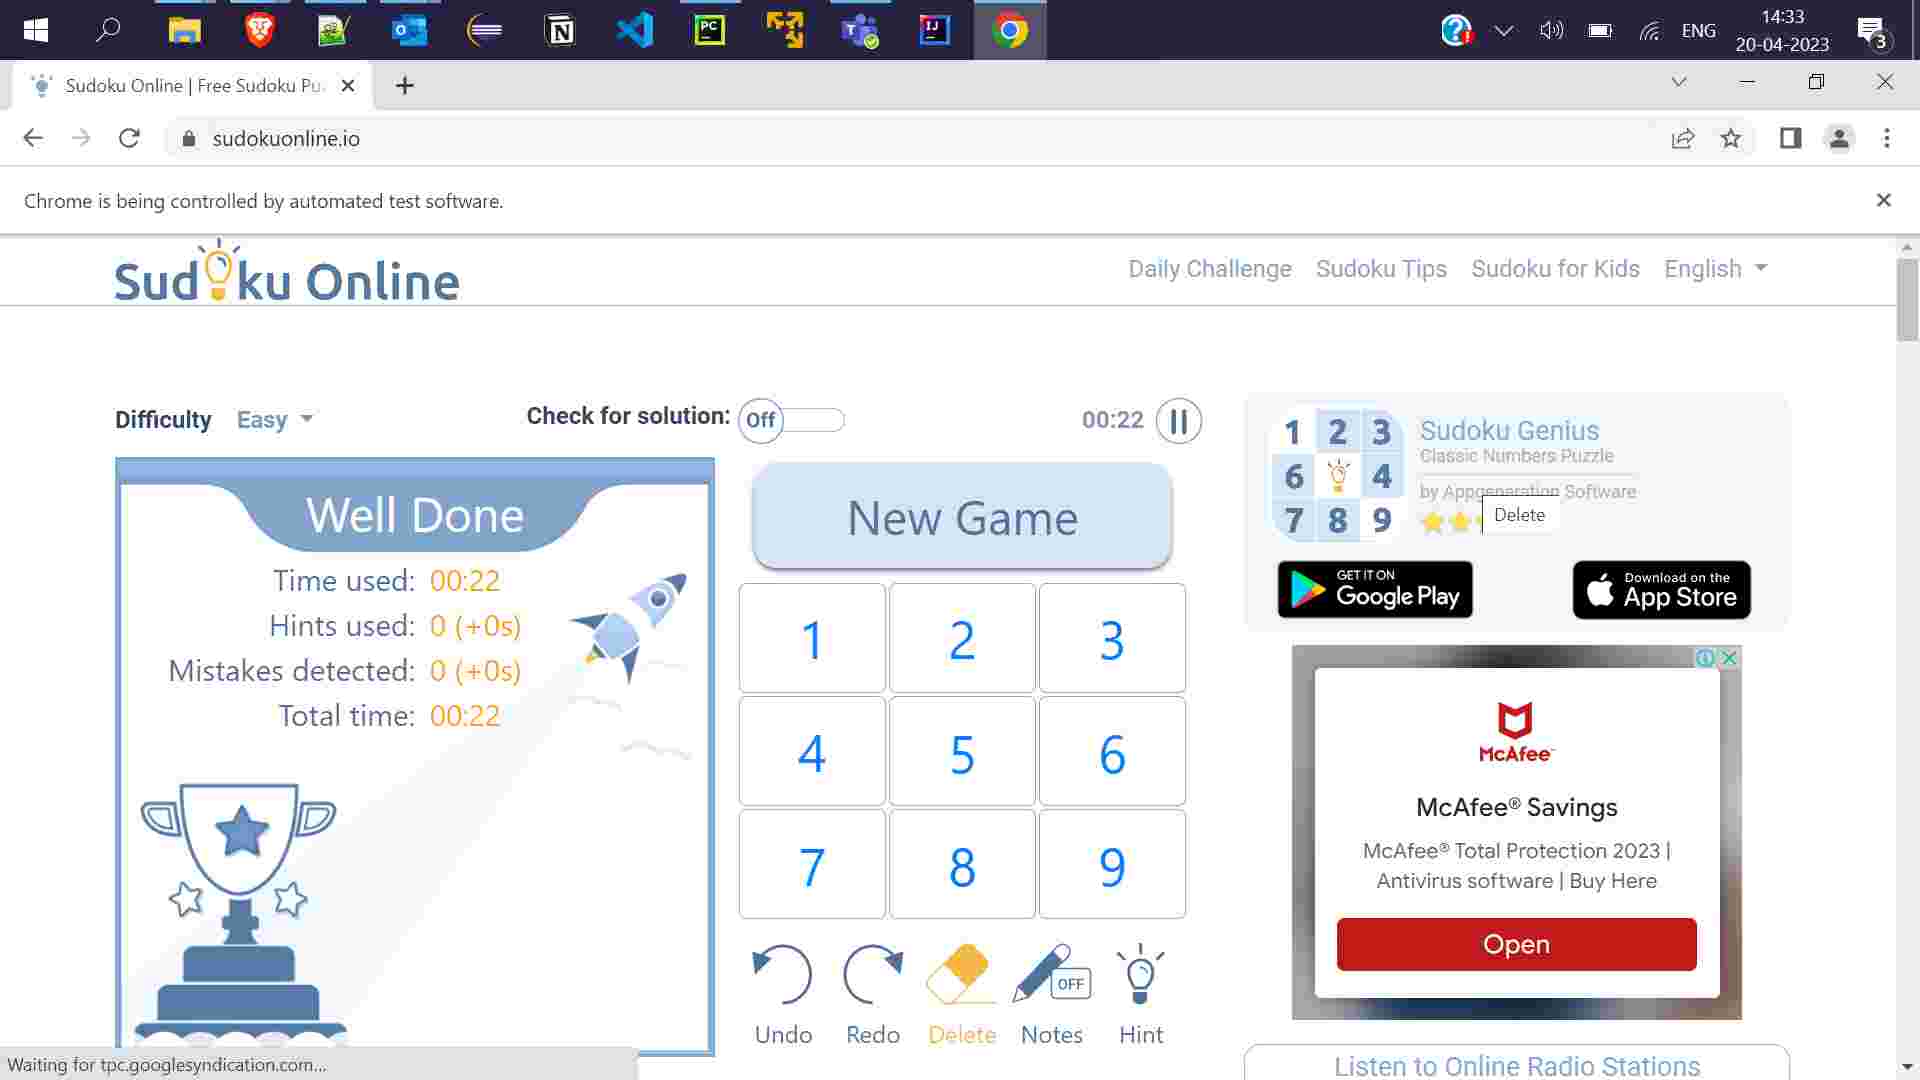 PC
IJ
ENG
14:33
20-04-2023
3
Sudoku Online | Free Sudoku Pu
sudokuonline.io
Chrome is being controlled by automated test software.
Sudoku Online
Daily Challenge Sudoku Tips Sudoku for Kids English
Difficulty Easy
Check for solution: Off
00:22
Well Done
Time used: 00:22
Hints used: 0 (+0s)
Mistakes detected: 0 (+0s)
Total time: 00:22
New Game
1 2 3
4 5 6
7 8 9
Undo Redo Delete Notes Hint
OFF
1 2 3
6 4
7 8 9
Sudoku Genius
Classic Numbers Puzzle
by Appgeneration Software
Delete
GET IT ON
Google Play
Download on the
App Store
McAfee™
McAfee® Savings
McAfee® Total Protection 2023 |
Antivirus software | Buy Here
Open
Listen to Online Radio Stations
Waiting for tpc.googlesyndication.com...